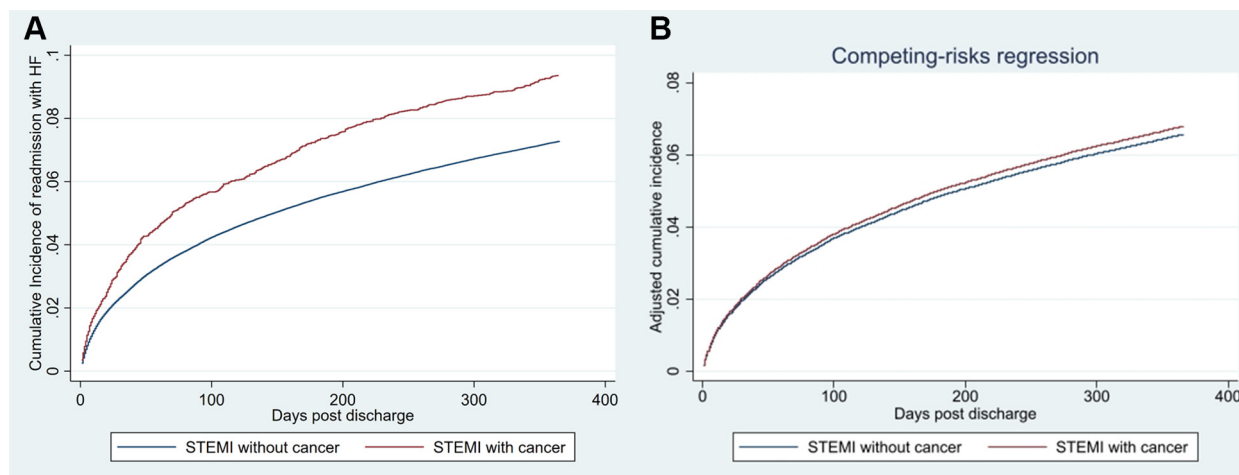 A
Cumulative Incidence of readmission with HF
.1
.08
.06
.04
.02
0
0 100 200 300 400
Days post discharge
STEMI without cancer STEMI with cancer
B
Competing-risks regression
Adjusted cumulative incidence
.08
.06
.04
.02
0
0 100 200 300 400
Days post discharge
STEMI without cancer STEMI with cancer